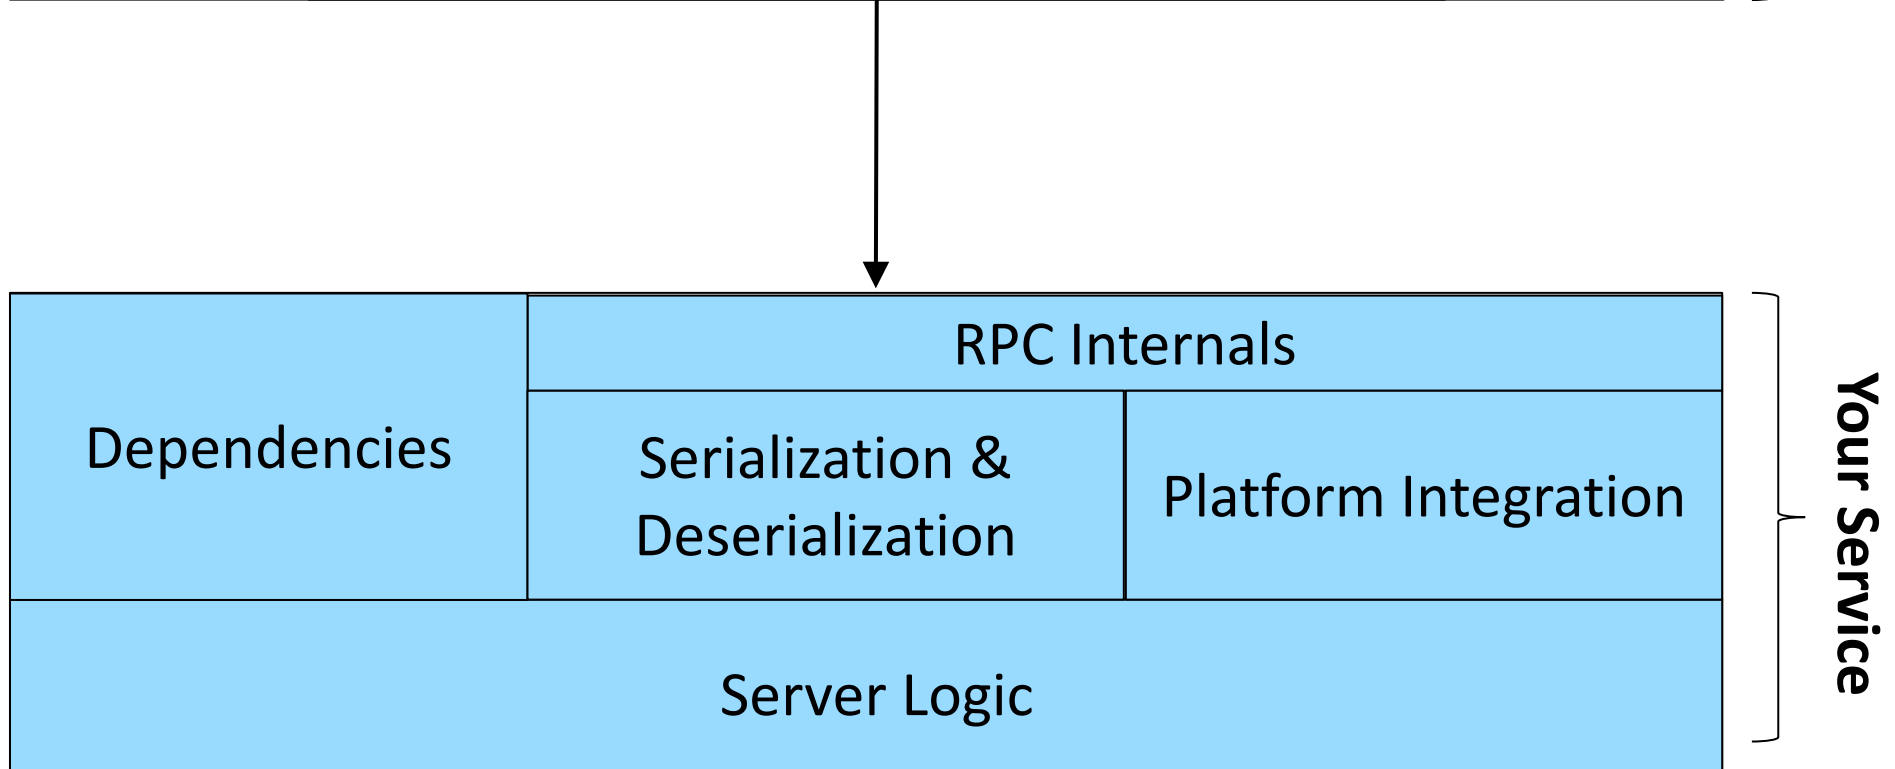 RPC Internals
Dependencies
Serialization &
Deserialization
Platform Integration
Server Logic
Your Service